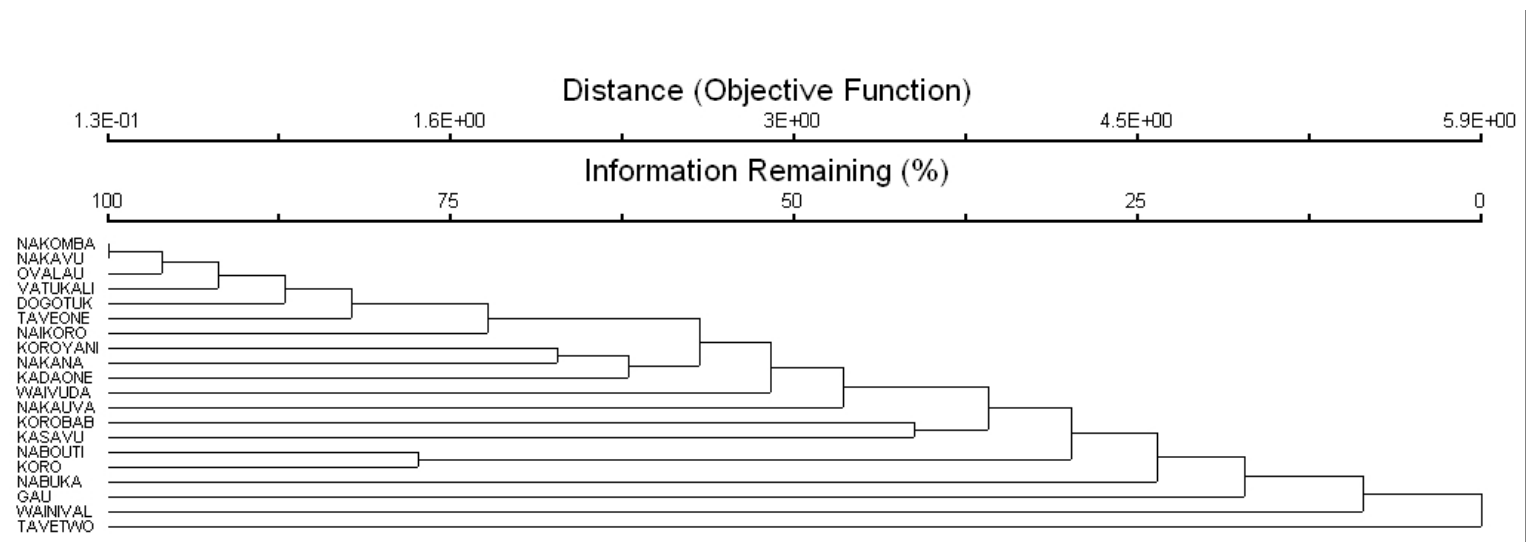 Distance (Objective Function)
1.3E-01 1.6E+00 3E+00 4.5E+00 5.9E+00
Information Remaining (%)
100 75 50 25 0
NAKOMBA
NAKAVU
OVALAU
VATUKALI
DOGOTUK
TAVEONE
NAIKORO
KOROYANI
NAKANA
KADAONE
WAIVUDA
NAKAUVA
KOROBAB
KASAVU
NABOUTI
KORO
NABUKA
GAU
WAINIVAL
TAVETWO